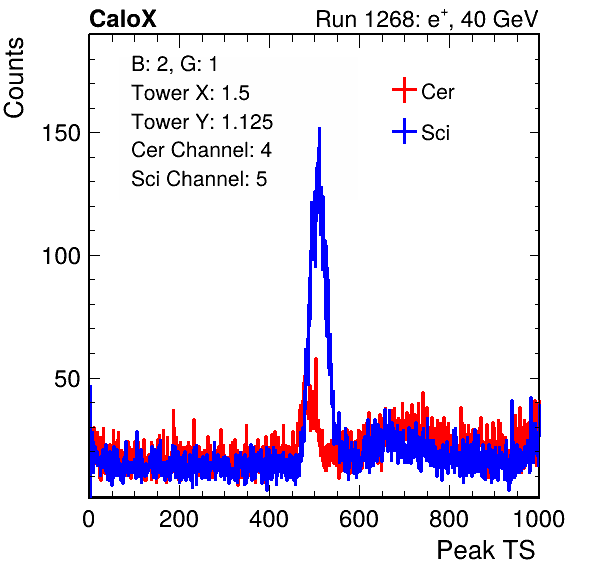 CaloX Run 1268: e⁺, 40 GeV
Counts
B: 2, G: 1
Tower X: 1.5
Tower Y: 1.125
Cer Channel: 4
Sci Channel: 5
Cer
Sci
150
100
50
0 200 400 600 800 1000
Peak TS